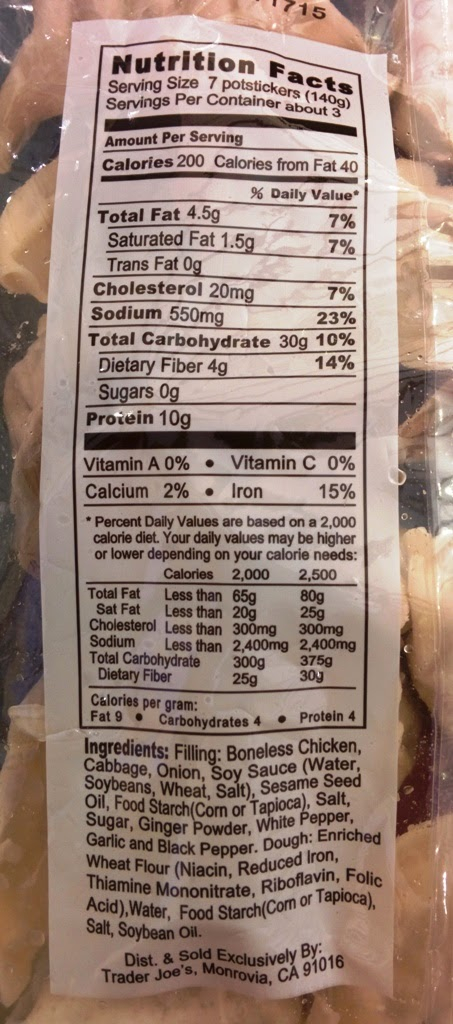 1715
Nutrition Facts
Serving Size 7 potstickers (140g)
Servings Per Container about 3
Amount Per Serving
Calories 200 Calories from Fat 40
% Daily Value*
Total Fat 4.5g 7%
Saturated Fat 1.5g 7%
Trans Fat 0g
Cholesterol 20mg 7%
Sodium 550mg 23%
Total Carbohydrate 30g 10%
Dietary Fiber 4g 14%
Sugars 0g
Protein 10g
Vitamin A 0% • Vitamin C 0%
Calcium 2% • Iron 15%
* Percent Daily Values are based on a 2,000
calorie diet. Your daily values may be higher
or lower depending on your calorie needs:
Calories 2,000 2,500
Total Fat Less than 65g 80g
Sat Fat Less than 20g 25g
Cholesterol Less than 300mg 300mg
Sodium Less than 2,400mg 2,400mg
Total Carbohydrate 300g 375g
Dietary Fiber 25g 30g
Calories per gram:
Fat 9 • Carbohydrates 4 • Protein 4
Ingredients: Filling: Boneless Chicken,
Cabbage, Onion, Soy Sauce (Water,
Soybeans, Wheat, Salt), Sesame Seed
Oil, Food Starch(Corn or Tapioca), Salt,
Sugar, Ginger Powder, White Pepper,
Garlic and Black Pepper. Dough: Enriched
Wheat Flour (Niacin, Reduced Iron,
Thiamine Mononitrate, Riboflavin, Folic
Acid),Water, Food Starch(Corn or Tapioca),
Salt, Soybean Oil.
Dist. & Sold Exclusively By:
Trader Joe's, Monrovia, CA 91016